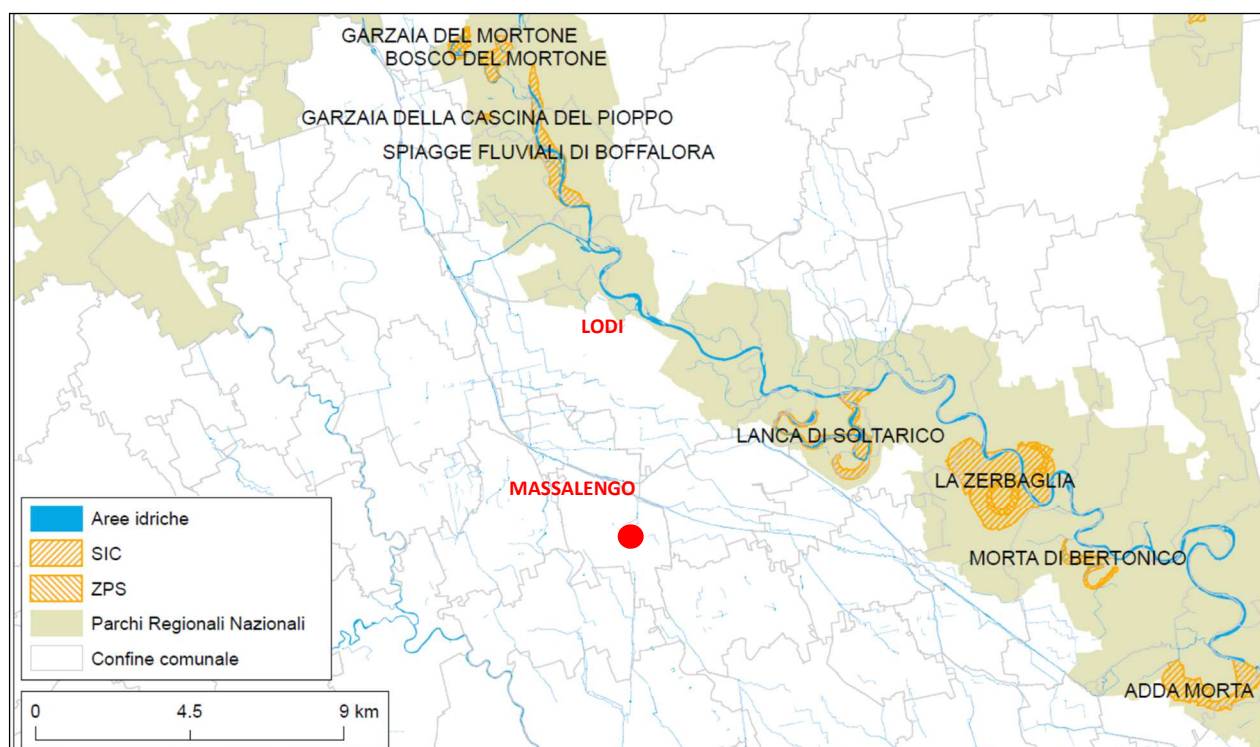 GARZAIA DEL MORTONE
BOSCO DEL MORTONE
GARZAIA DELLA CASCINA DEL PIOPPO
SPIAGGE FLUVIALI DI BOFFALORA
LODI
LANCA DI SOLTARICO
LA ZERBAGLIA
MASSALENGO
MORTA DI BERTONICO
ADDA MORTA
Aree idriche
SIC
ZPS
Parchi Regionali Nazionali
Confine comunale
0 4.5 9 km